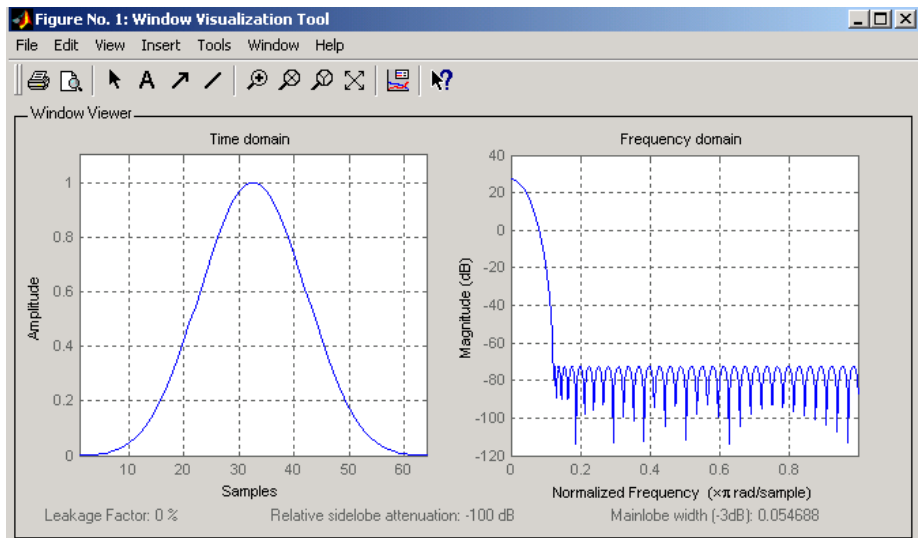 Figure No. 1: Window Visualization Tool
File Edit View Insert Tools Window Help
A
?
Window Viewer
Time domain
Amplitude
1
0.8
0.6
0.4
0.2
0
10 20 30 40 50 60
Samples
Frequency domain
Magnitude (dB)
40
20
0
-20
-40
-60
-80
-100
-120
0 0.2 0.4 0.6 0.8
Normalized Frequency (×π rad/sample)
Leakage Factor: 0 % Relative sidelobe attenuation: -100 dB Mainlobe width (-3dB): 0.054688